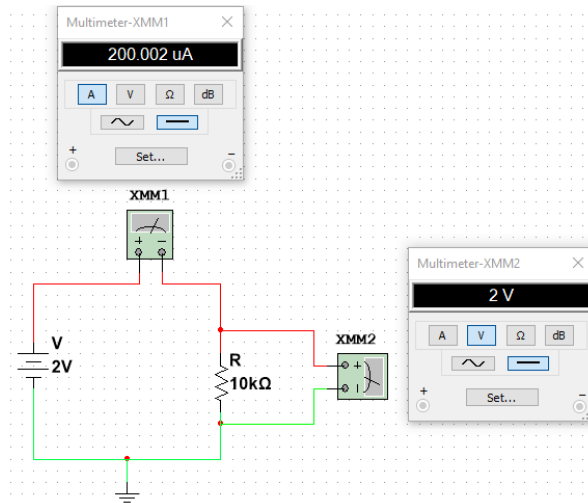 Multimeter-XMM1
200.002 uA
A V Ω dB
+ Set... −
XMM1
+ −
Multimeter-XMM2
2 V
A V Ω dB
+ Set... −
XMM2
+
−
V
2V
R
10kΩ